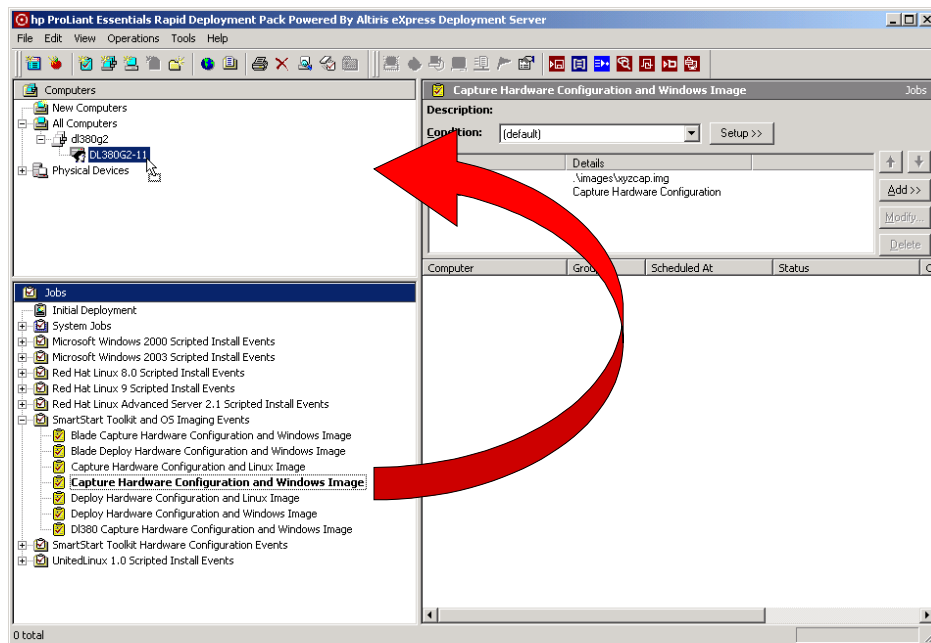 hp ProLiant Essentials Rapid Deployment Pack Powered By Altiris eXpress Deployment Server
File Edit View Operations Tools Help
Computers
New Computers
All Computers
dl380g2
DL380G2-11
Physical Devices
Capture Hardware Configuration and Windows Image Jobs
Description:
Condition: (default) Setup >>
Details
.\images\xyzcap.img
Capture Hardware Configuration
Add >>
Modify...
Delete
Computer Scheduled At Status
Jobs
Initial Deployment
System Jobs
Microsoft Windows 2000 Scripted Install Events
Microsoft Windows 2003 Scripted Install Events
Red Hat Linux 8.0 Scripted Install Events
Red Hat Linux 9 Scripted Install Events
Red Hat Linux Advanced Server 2.1 Scripted Install Events
SmartStart Toolkit and OS Imaging Events
Blade Capture Hardware Configuration and Windows Image
Blade Deploy Hardware Configuration and Windows Image
Capture Hardware Configuration and Linux Image
Capture Hardware Configuration and Windows Image
Deploy Hardware Configuration and Linux Image
Deploy Hardware Configuration and Windows Image
Dl380 Capture Hardware Configuration and Windows Image
SmartStart Toolkit Hardware Configuration Events
UnitedLinux 1.0 Scripted Install Events
0 total